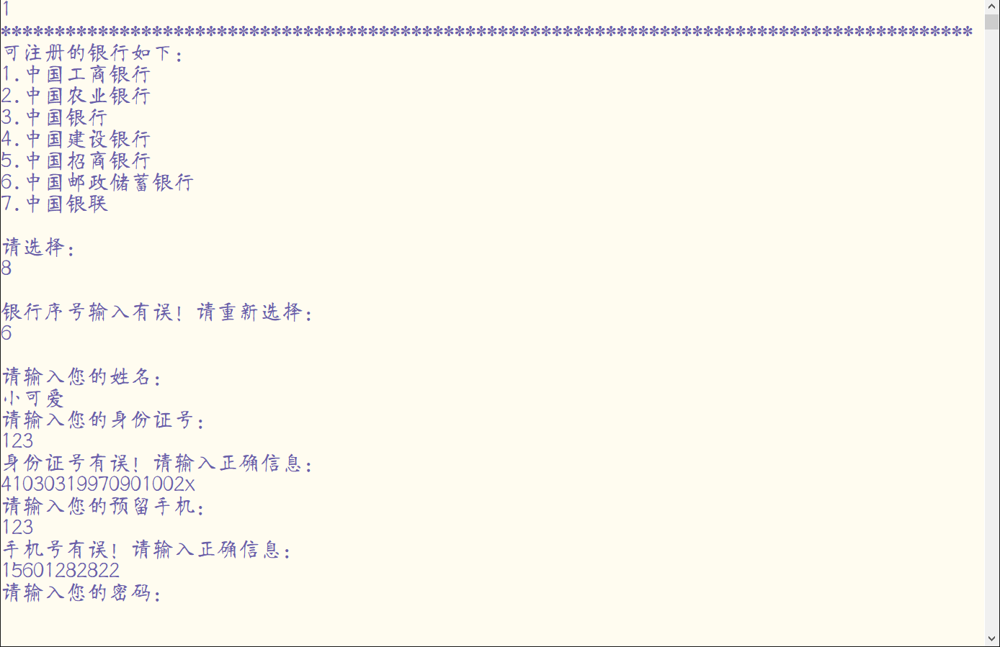 1
******************************************************************************************
可注册的银行如下：
1.中国工商银行
2.中国农业银行
3.中国银行
4.中国建设银行
5.中国招商银行
6.中国邮政储蓄银行
7.中国银联
请选择：
8
银行序号输入有误！请重新选择：
6
请输入您的姓名：
小可爱
请输入您的身份证号：
123
身份证号有误！请输入正确信息：
41030319970901002x
请输入您的预留手机：
123
手机号有误！请输入正确信息：
15601282822
请输入您的密码：